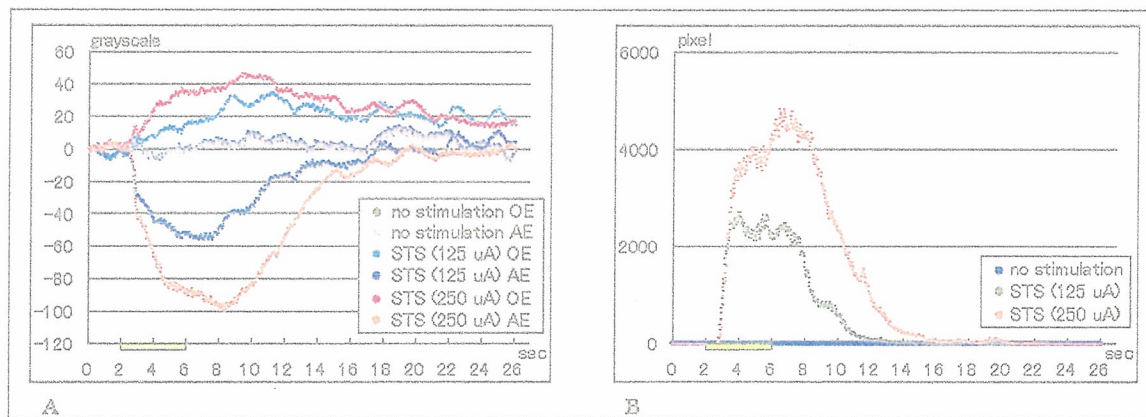 grayscale
60
40
20
0
-20
-40
-60
-80
-100
-120
no stimulation OE
no stimulation AE
STS (125 uA) OE
STS (125 uA) AE
STS (250 uA) OE
STS (250 uA) AE
sec
0 2 4 6 8 10 12 14 16 18 20 22 24 26
A
pixel
6000
4000
2000
0
no stimulation
STS (125 uA)
STS (250 uA)
sec
0 2 4 6 8 10 12 14 16 18 20 22 24 26
B